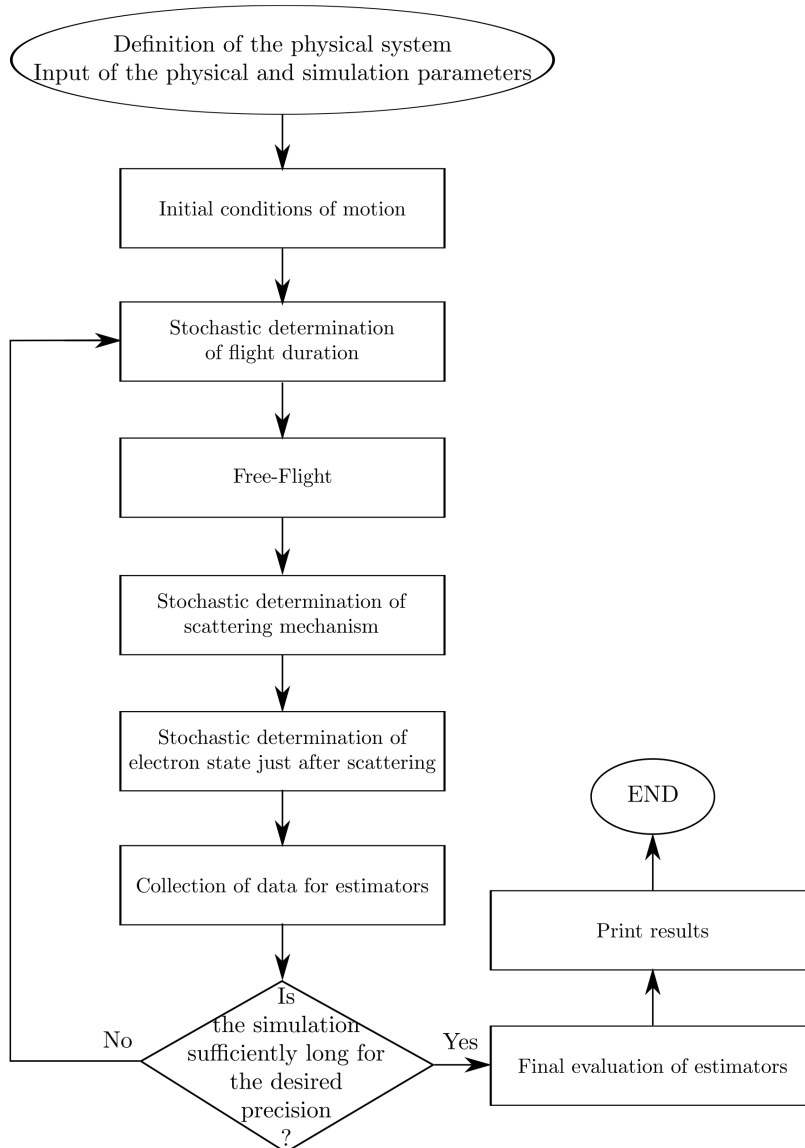 Definition of the physical system
Input of the physical and simulation parameters
Initial conditions of motion
Stochastic determination
of flight duration
Free-Flight
Stochastic determination of
scattering mechanism
Stochastic determination of
electron state just after scattering
Collection of data for estimators
Is
the simulation
sufficiently long for
the desired
precision
?
No
Yes
Final evaluation of estimators
Print results
END